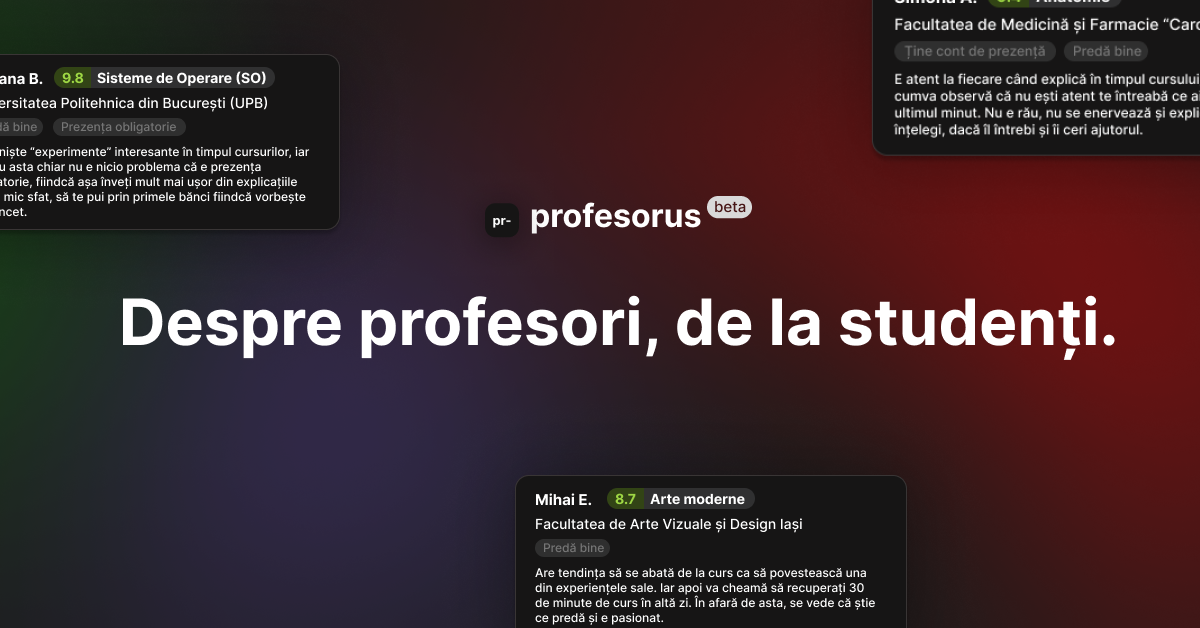 ana B. 9.8 Sisteme de Operare (SO)
ersitatea Politehnica din București (UPB)
dă bine Prezența obligatorie
niște “experimente” interesante în timpul cursurilor, iar
u asta chiar nu e nicio problema că e prezența
atorie, fiindcă așa înveți mult mai ușor din explicațiile
mic sfat, să te pui prin primele bănci fiindcă vorbește
ncet.
Simona A. Anatomie
Facultatea de Medicină și Farmacie “Caro
Ține cont de prezență Predă bine
E atent la fiecare când explică în timpul cursului
cumva observă că nu ești atent te întreabă ce ai
ultimul minut. Nu e rău, nu se enervează și expli
înțelegi, dacă îl întrebi și îi ceri ajutorul.
pr- profesorus beta
Despre profesori, de la studenți.
Mihai E. 8.7 Arte moderne
Facultatea de Arte Vizuale și Design Iași
Predă bine
Are tendința să se abată de la curs ca să povestească una
din experiențele sale. Iar apoi va cheamă să recuperați 30
de minute de curs în altă zi. În afară de asta, se vede că știe
ce predă și e pasionat.